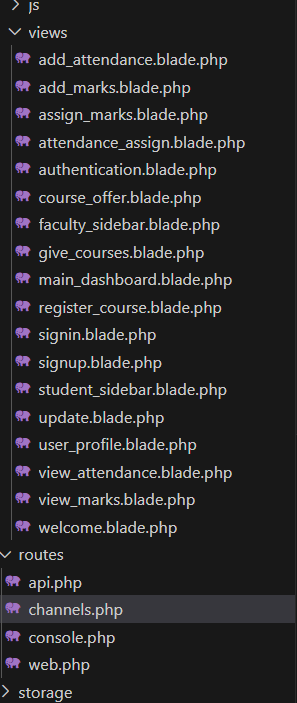 js
views
add_attendance.blade.php
add_marks.blade.php
assign_marks.blade.php
attendance_assign.blade.php
authentication.blade.php
course_offer.blade.php
faculty_sidebar.blade.php
give_courses.blade.php
main_dashboard.blade.php
register_course.blade.php
signin.blade.php
signup.blade.php
student_sidebar.blade.php
update.blade.php
user_profile.blade.php
view_attendance.blade.php
view_marks.blade.php
welcome.blade.php
routes
api.php
channels.php
console.php
web.php
storage